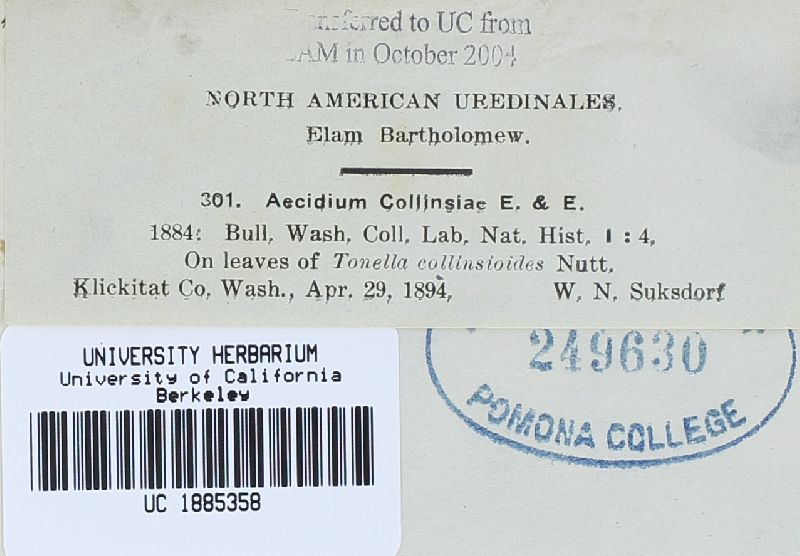 ransferred to UC from
LAM in October 2004
NORTH AMERICAN UREDINALES.
Elam Bartholomew.
301. Aecidium Collinsiae E. & E.
1884: Bull, Wash, Coll, Lab, Nat, Hist, 1 : 4,
On leaves of Tonella collinsioides Nutt,
Klickitat Co, Wash., Apr. 29, 1894, W, N, Suksdorf
UNIVERSITY HERBARIUM
University of California
Berkeley
UC 1885358
249630
POMONA COLLEGE